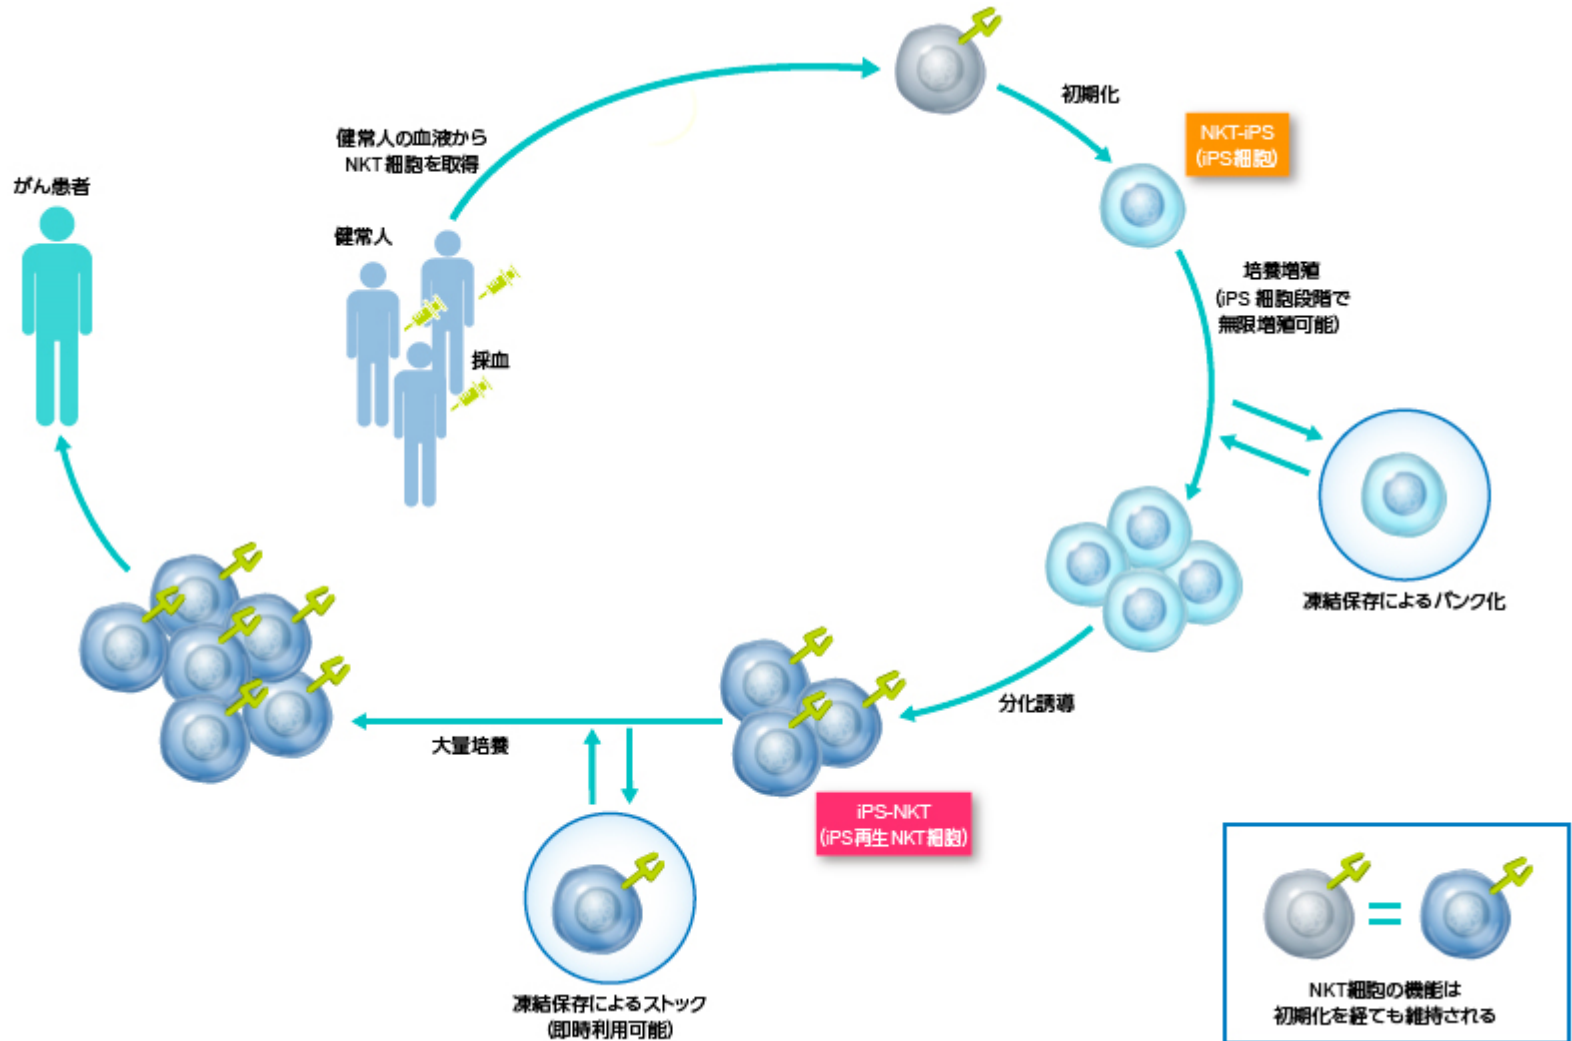 初期化
NKT-iPS
(iPS細胞)
健常人の血液から
NKT 細胞を取得
がん患者
健常人
採血
培養増殖
(iPS 細胞段階で
無限増殖可能)
凍結保存によるバンク化
分化誘導
大量培養
iPS-NKT
(iPS再生NKT細胞)
凍結保存によるストック
(即時利用可能)
NKT細胞の機能は
初期化を経ても維持される